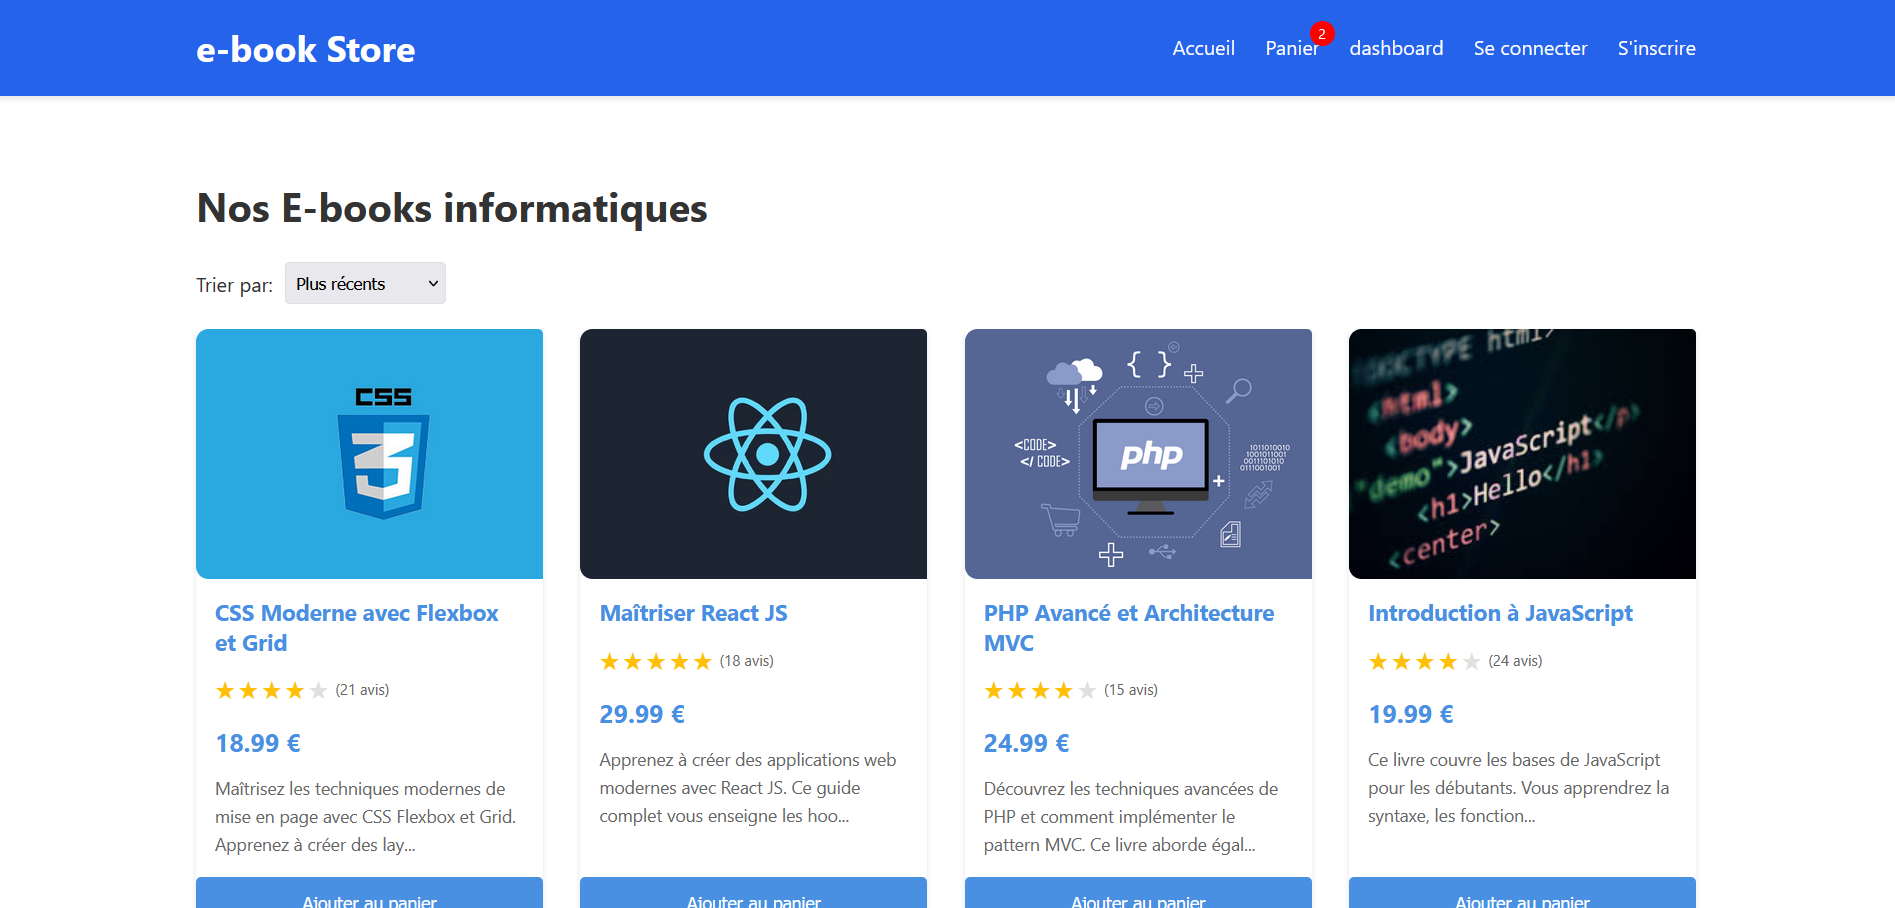 e-book Store
Accueil
Panier
2
dashboard
Se connecter
S'inscrire
Nos E-books informatiques
Trier par:
Plus récents
CSS
3
php
{ }
<CODE>
</ CODE>
1011010010
1001011001
0011101010
0111001001
DOCTYPE html>
<html>
<body>
"demo">JavaScript</p>
<h1>Hello</h1>
<center>
CSS Moderne avec Flexbox
et Grid
(21 avis)
18.99 €
Maîtrisez les techniques modernes de
mise en page avec CSS Flexbox et Grid.
Apprenez à créer des lay...
Ajouter au panier
Maîtriser React JS
(18 avis)
29.99 €
Apprenez à créer des applications web
modernes avec React JS. Ce guide
complet vous enseigne les hoo...
Ajouter au panier
PHP Avancé et Architecture
MVC
(15 avis)
24.99 €
Découvrez les techniques avancées de
PHP et comment implémenter le
pattern MVC. Ce livre aborde égal...
Ajouter au panier
Introduction à JavaScript
(24 avis)
19.99 €
Ce livre couvre les bases de JavaScript
pour les débutants. Vous apprendrez la
syntaxe, les fonction...
Ajouter au panier